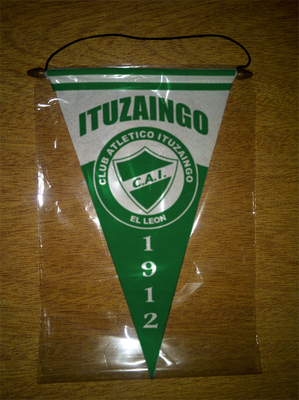 ITUZAINGO
CLUB ATLETICO ITUZAINGO
C.A.I.
EL LEON
1
9
1
2